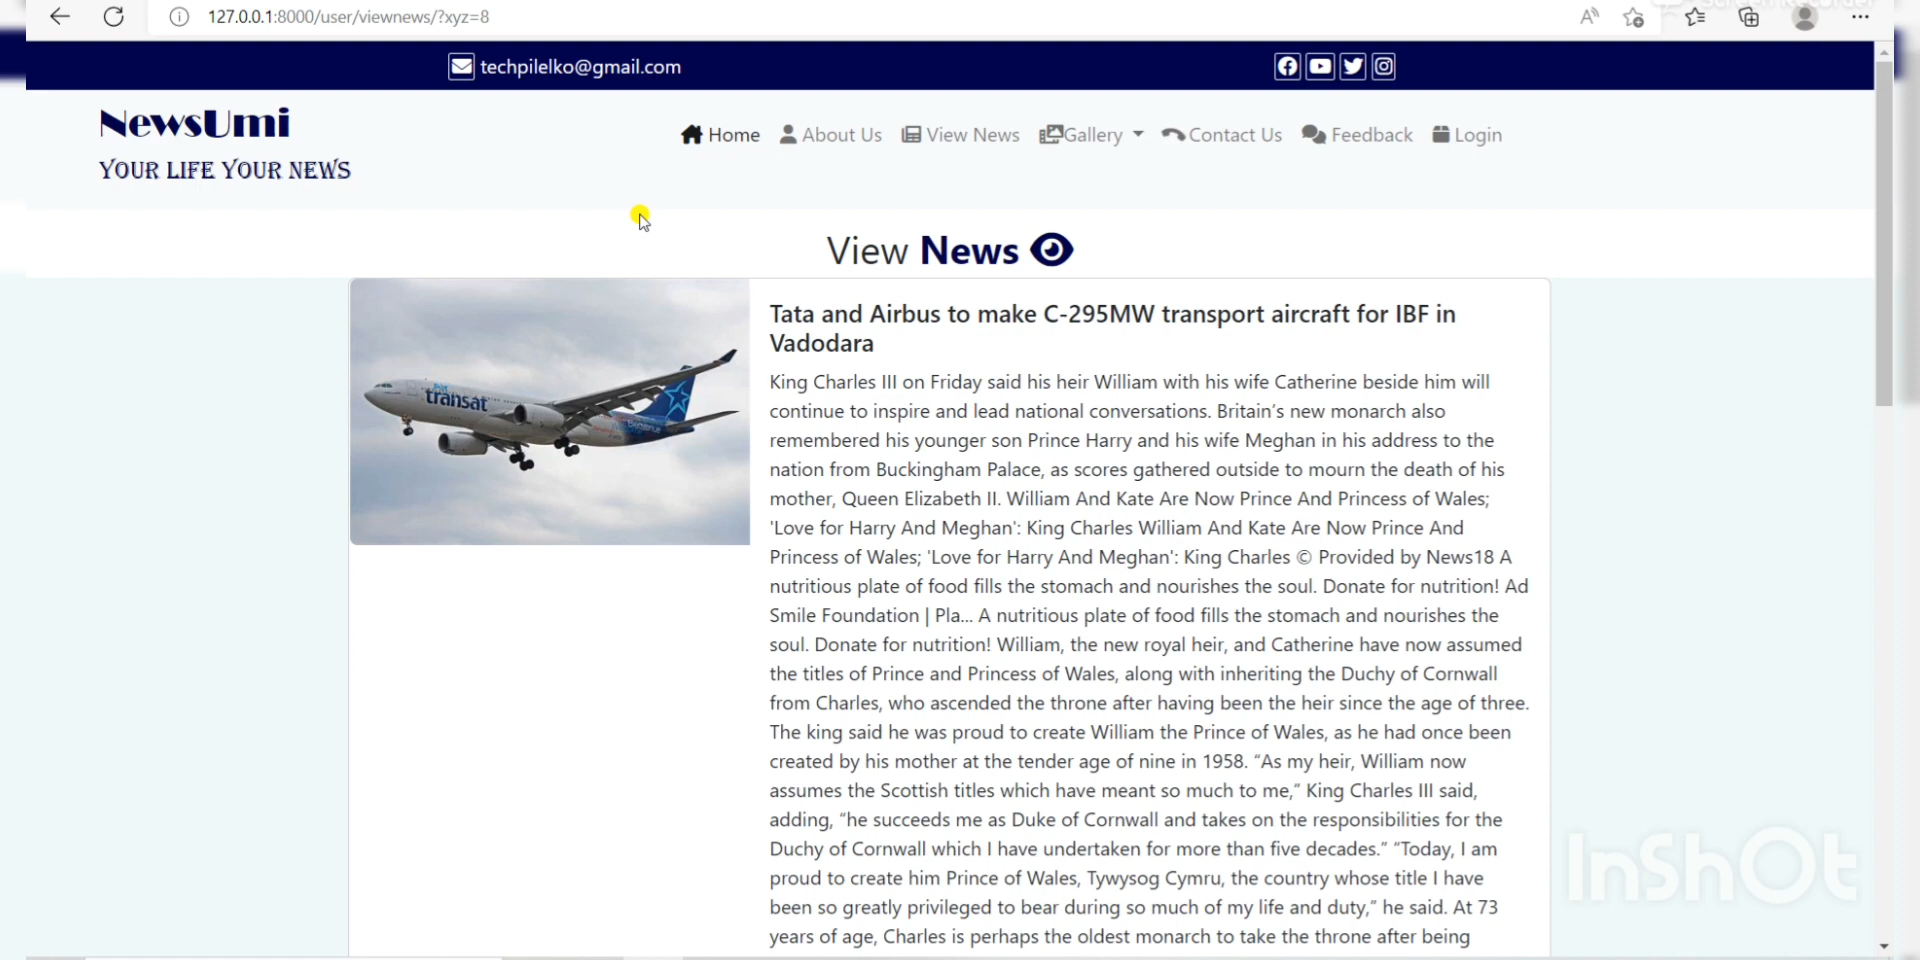 127.0.0.1:8000/user/viewnews/?xyz=8
techpilelko@gmail.com
NewsUmi
YOUR LIFE YOUR NEWS
Home About Us View News Gallery Contact Us Feedback Login
View News
transat
Tata and Airbus to make C-295MW transport aircraft for IBF in
Vadodara
King Charles III on Friday said his heir William with his wife Catherine beside him will
continue to inspire and lead national conversations. Britain's new monarch also
remembered his younger son Prince Harry and his wife Meghan in his address to the
nation from Buckingham Palace, as scores gathered outside to mourn the death of his
mother, Queen Elizabeth II. William And Kate Are Now Prince And Princess of Wales;
'Love for Harry And Meghan': King Charles William And Kate Are Now Prince And
Princess of Wales; 'Love for Harry And Meghan': King Charles © Provided by News18 A
nutritious plate of food fills the stomach and nourishes the soul. Donate for nutrition! Ad
Smile Foundation | Pla... A nutritious plate of food fills the stomach and nourishes the
soul. Donate for nutrition! William, the new royal heir, and Catherine have now assumed
the titles of Prince and Princess of Wales, along with inheriting the Duchy of Cornwall
from Charles, who ascended the throne after having been the heir since the age of three.
The king said he was proud to create William the Prince of Wales, as he had once been
created by his mother at the tender age of nine in 1958. “As my heir, William now
assumes the Scottish titles which have meant so much to me,” King Charles III said,
adding, “he succeeds me as Duke of Cornwall and takes on the responsibilities for the
Duchy of Cornwall which I have undertaken for more than five decades.” “Today, I am
proud to create him Prince of Wales, Tywysog Cymru, the country whose title I have
been so greatly privileged to bear during so much of my life and duty,” he said. At 73
years of age, Charles is perhaps the oldest monarch to take the throne after being
InShOt